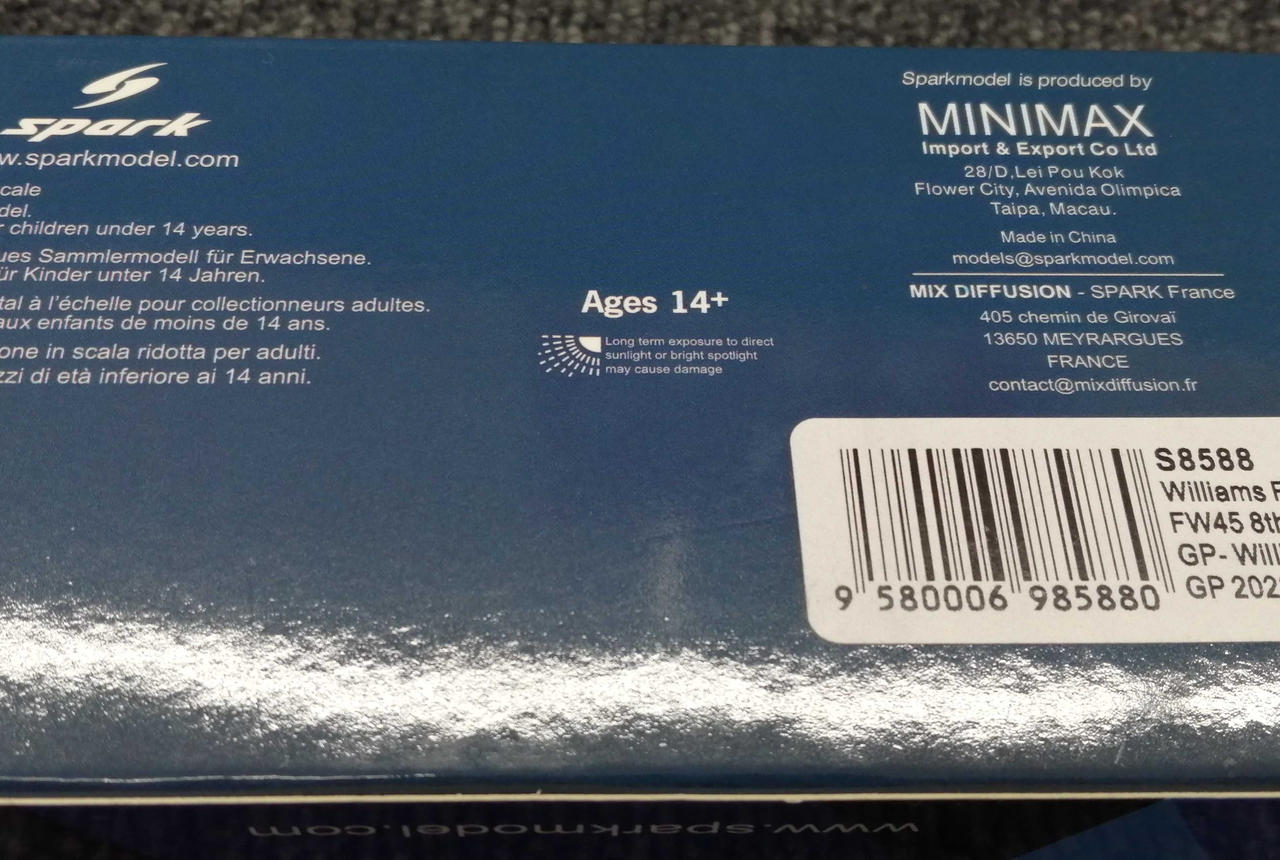 spark
w.sparkmodel.com
cale
del.
r children under 14 years.
ues Sammlermodell für Erwachsene.
ür Kinder unter 14 Jahren.
tal à l'échelle pour collectionneurs adultes.
aux enfants de moins de 14 ans.
one in scala ridotta per adulti.
zzi di età inferiore ai 14 anni.
Ages 14+
Long term exposure to direct
sunlight or bright spotlight
may cause damage
Sparkmodel is produced by
MINIMAX
Import & Export Co Ltd
28/D,Lei Pou Kok
Flower City, Avenida Olimpica
Taipa, Macau.
Made in China
models@sparkmodel.com
MIX DIFFUSION - SPARK France
405 chemin de Girovaï
13650 MEYRARGUES
FRANCE
contact@mixdiffusion.fr
S8588
Williams
FW45 8th
GP- Will
GP 202
9 580006 985880
www.sparkmodel.com